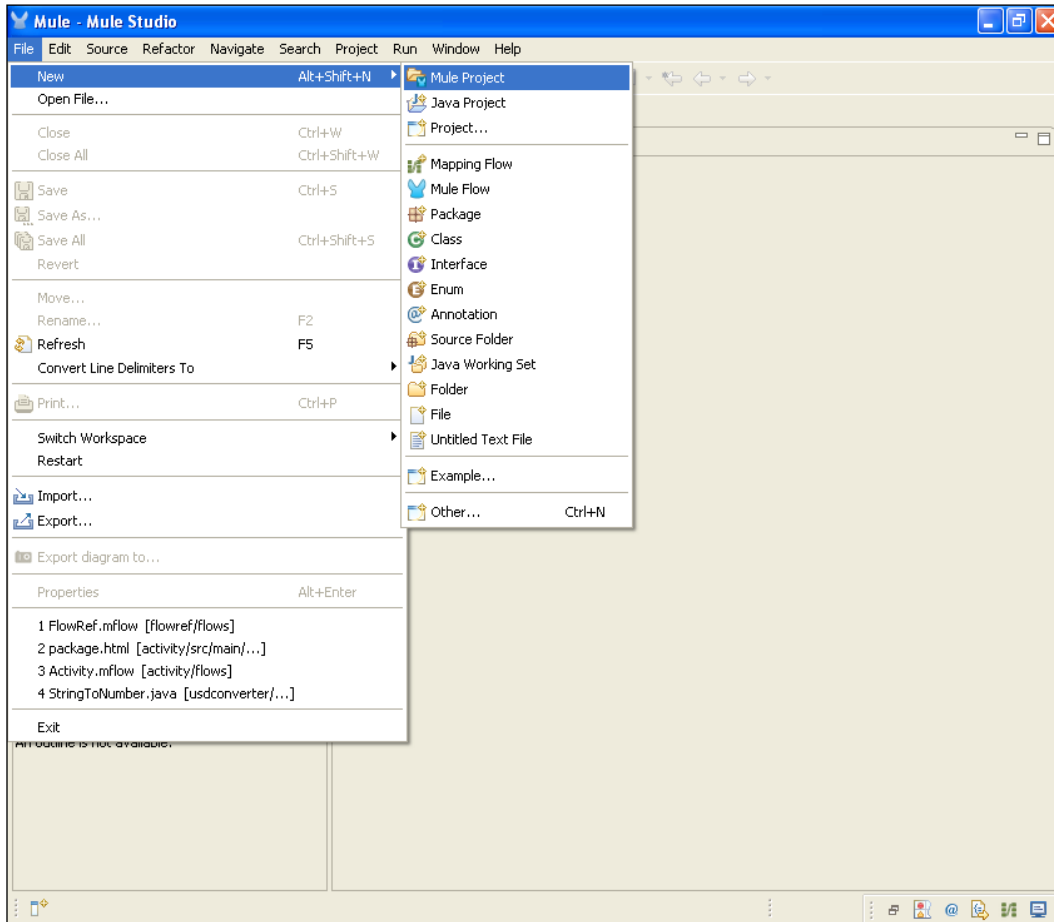 Mule - Mule Studio
File Edit Source Refactor Navigate Search Project Run Window Help
New Alt+Shift+N
Open File...
Close Ctrl+W
Close All Ctrl+Shift+W
Save Ctrl+S
Save As...
Save All Ctrl+Shift+S
Revert
Move...
Rename... F2
Refresh F5
Convert Line Delimiters To
Print... Ctrl+P
Switch Workspace
Restart
Import...
Export...
Export diagram to...
Properties Alt+Enter
1 FlowRef.mflow [flowref/flows]
2 package.html [activity/src/main/...]
3 Activity.mflow [activity/flows]
4 StringToNumber.java [usdconverter/...]
Exit
An outline is not available.
Mule Project
Java Project
Project...
Mapping Flow
Mule Flow
Package
Class
Interface
Enum
Annotation
Source Folder
Java Working Set
Folder
File
Untitled Text File
Example...
Other... Ctrl+N